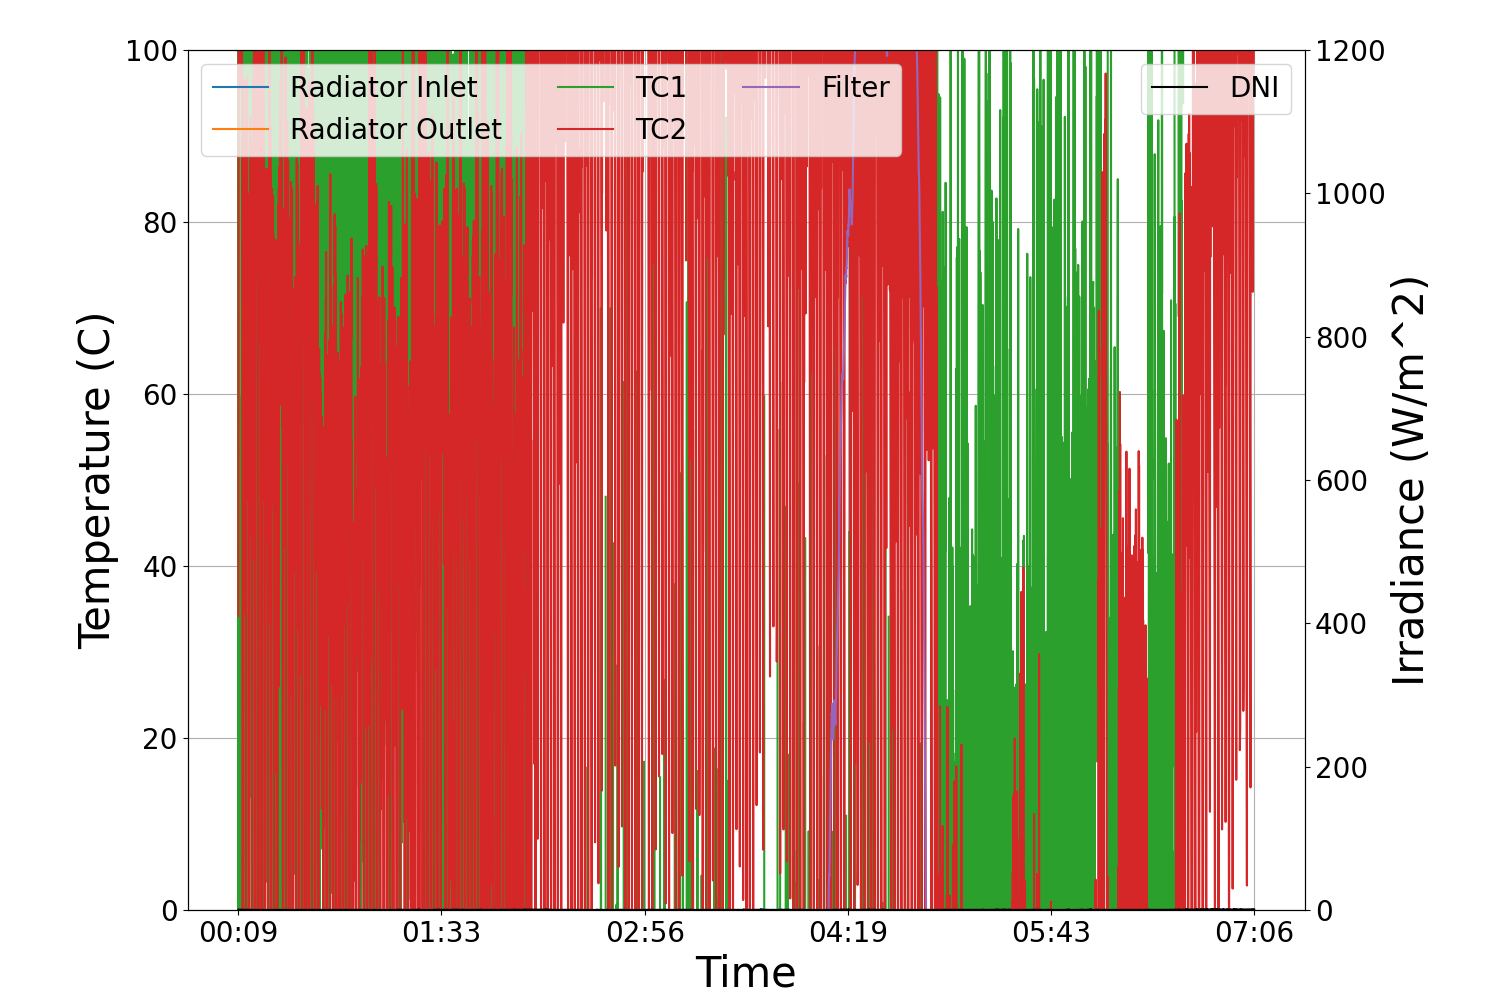 100
80
60
40
20
0
Temperature (C)
Radiator Inlet
Radiator Outlet
TC1
TC2
Filter
DNI
1200
1000
800
600
400
200
0
Irradiance (W/m^2)
00:09 01:33 02:56 04:19 05:43 07:06
Time